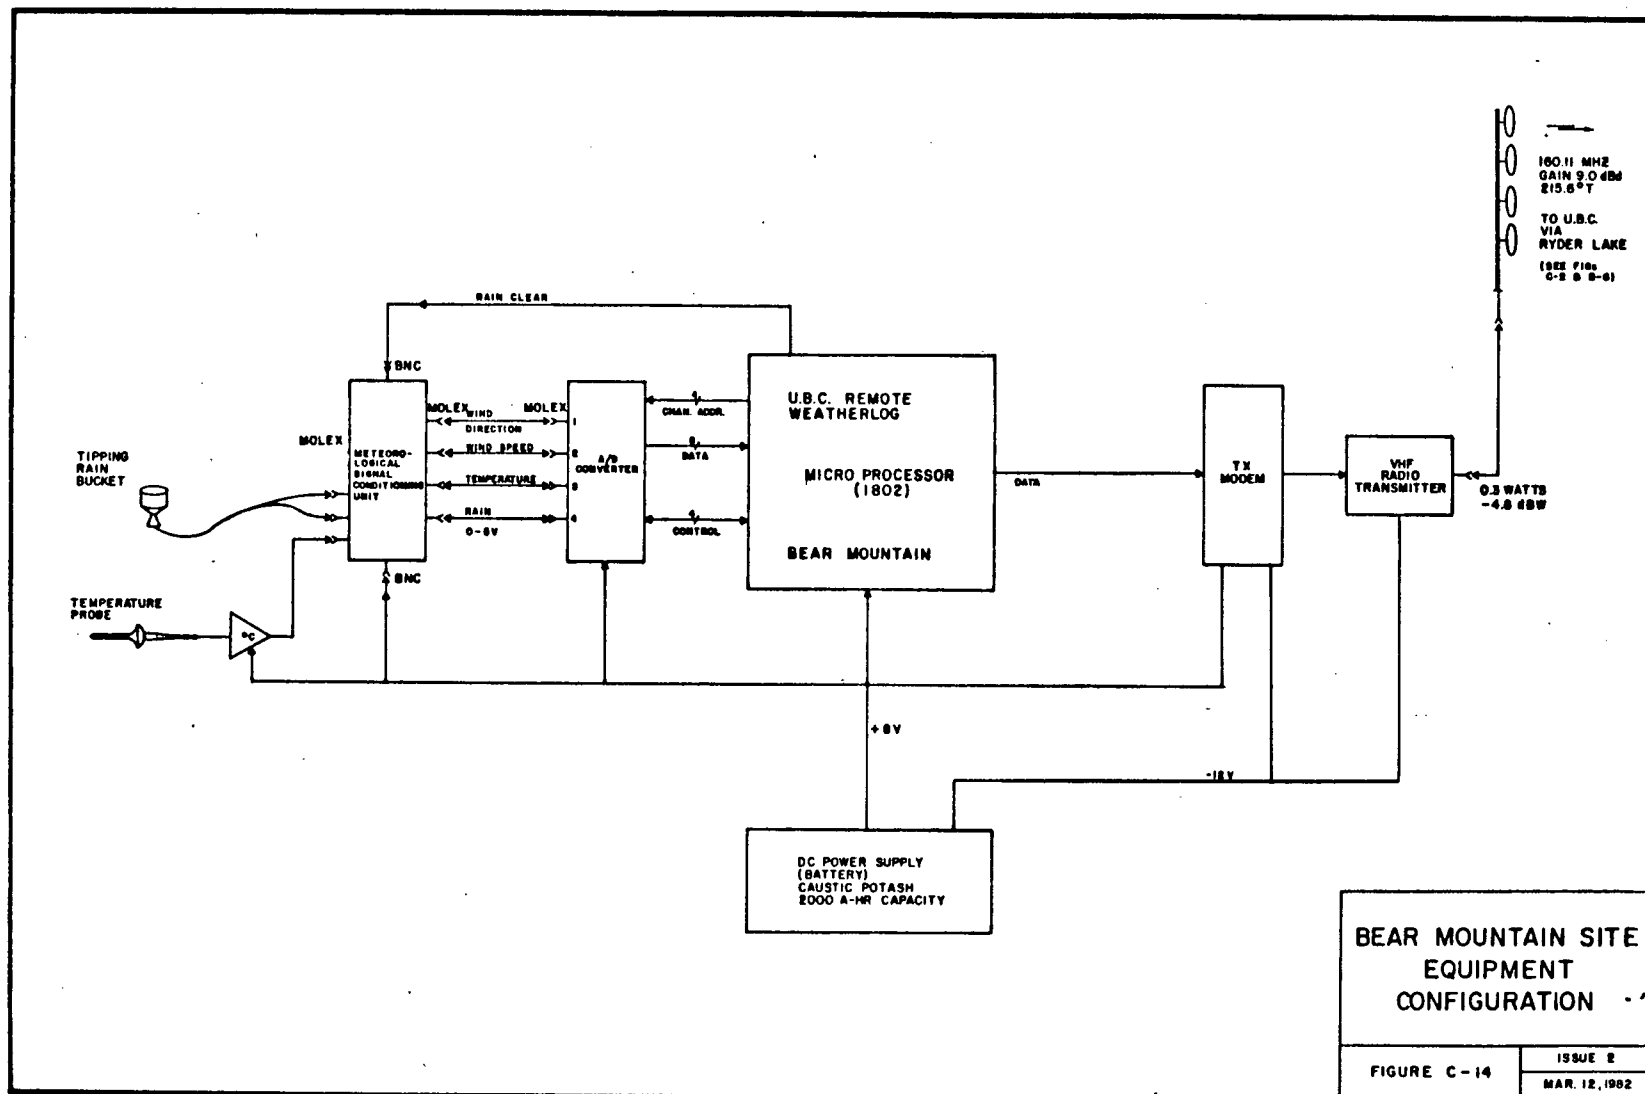 160.11 MHZ
GAIN 9.0 dBd
215.6° T
TO U.B.C.
VIA
RYDER LAKE
RAIN CLEAR
BNC
MOLEX
MOLEX
WIND
DIRECTION
WIND SPEED
TEMPERATURE
RAIN
MOLEX
METEORO-
LOGICAL
SIGNAL
CONDITIONING
UNIT
BNC
1
2
3
4
A/D
CONVERTER
CHAN. ADDR.
8
DATA
4
CONTROL
U.B.C. REMOTE
WEATHERLOG
MICRO PROCESSOR
(1802)
BEAR MOUNTAIN
DATA
TX
MODEM
VHF
RADIO
TRANSMITTER
0.3 WATTS
TIPPING
RAIN
BUCKET
TEMPERATURE
PROBE
°C
-12V
DC POWER SUPPLY
(BATTERY)
CAUSTIC POTASH
2000 A-HR CAPACITY
BEAR MOUNTAIN SITE
EQUIPMENT
CONFIGURATION
FIGURE C-14
ISSUE 2
MAR. 12, 1982